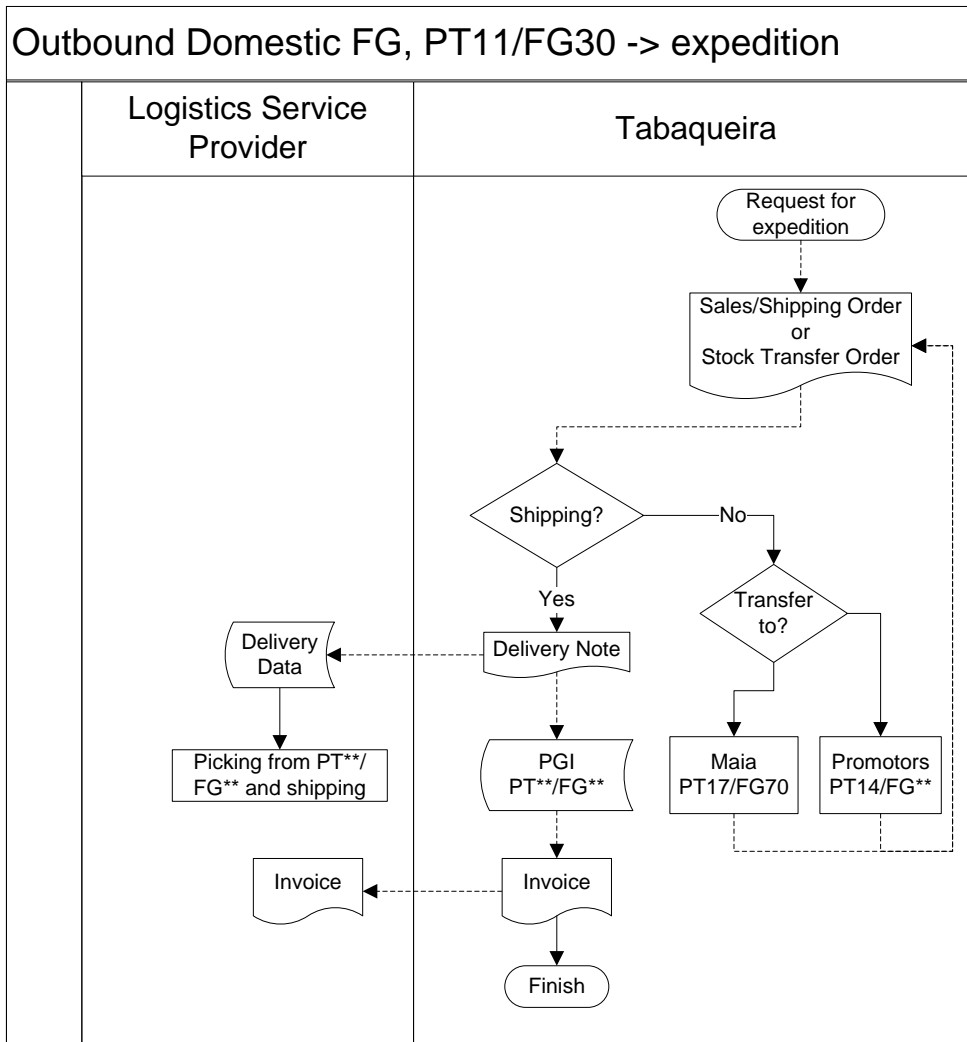 Outbound Domestic FG, PT11/FG30 -> expedition
Logistics Service
Provider
Tabaqueira
Request for
expedition
Sales/Shipping Order
or
Stock Transfer Order
Shipping?
No
Yes
Transfer
to?
Delivery
Data
Delivery Note
Picking from PT**/
FG** and shipping
PGI
PT**/FG**
Maia
PT17/FG70
Promotors
PT14/FG**
Invoice
Invoice
Finish